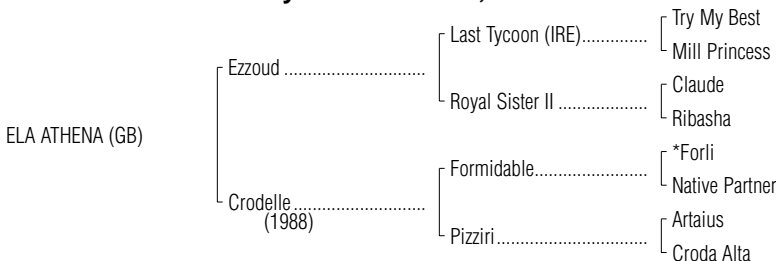 Try My Best
Last Tycoon (IRE)..............
Mill Princess
Ezzoud ..............................
Claude
Royal Sister II ....................
Ribasha
ELA ATHENA (GB)
*Forli
Formidable.........................
Native Partner
Crodelle ............................
(1988)
Artaius
Pizziri.................................
Croda Alta